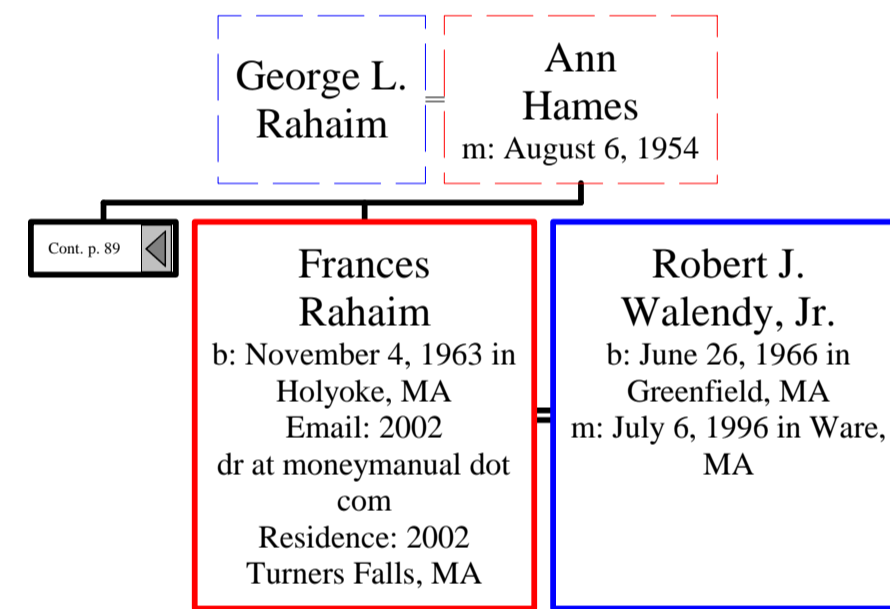 George L.
Rahaim
Ann
Hames
m: August 6, 1954
Cont. p. 89
Frances
Rahaim
b: November 4, 1963 in
Holyoke, MA
Email: 2002
dr at moneymanual dot
com
Residence: 2002
Turners Falls, MA
Robert J.
Walendy, Jr.
b: June 26, 1966 in
Greenfield, MA
m: July 6, 1996 in Ware,
MA